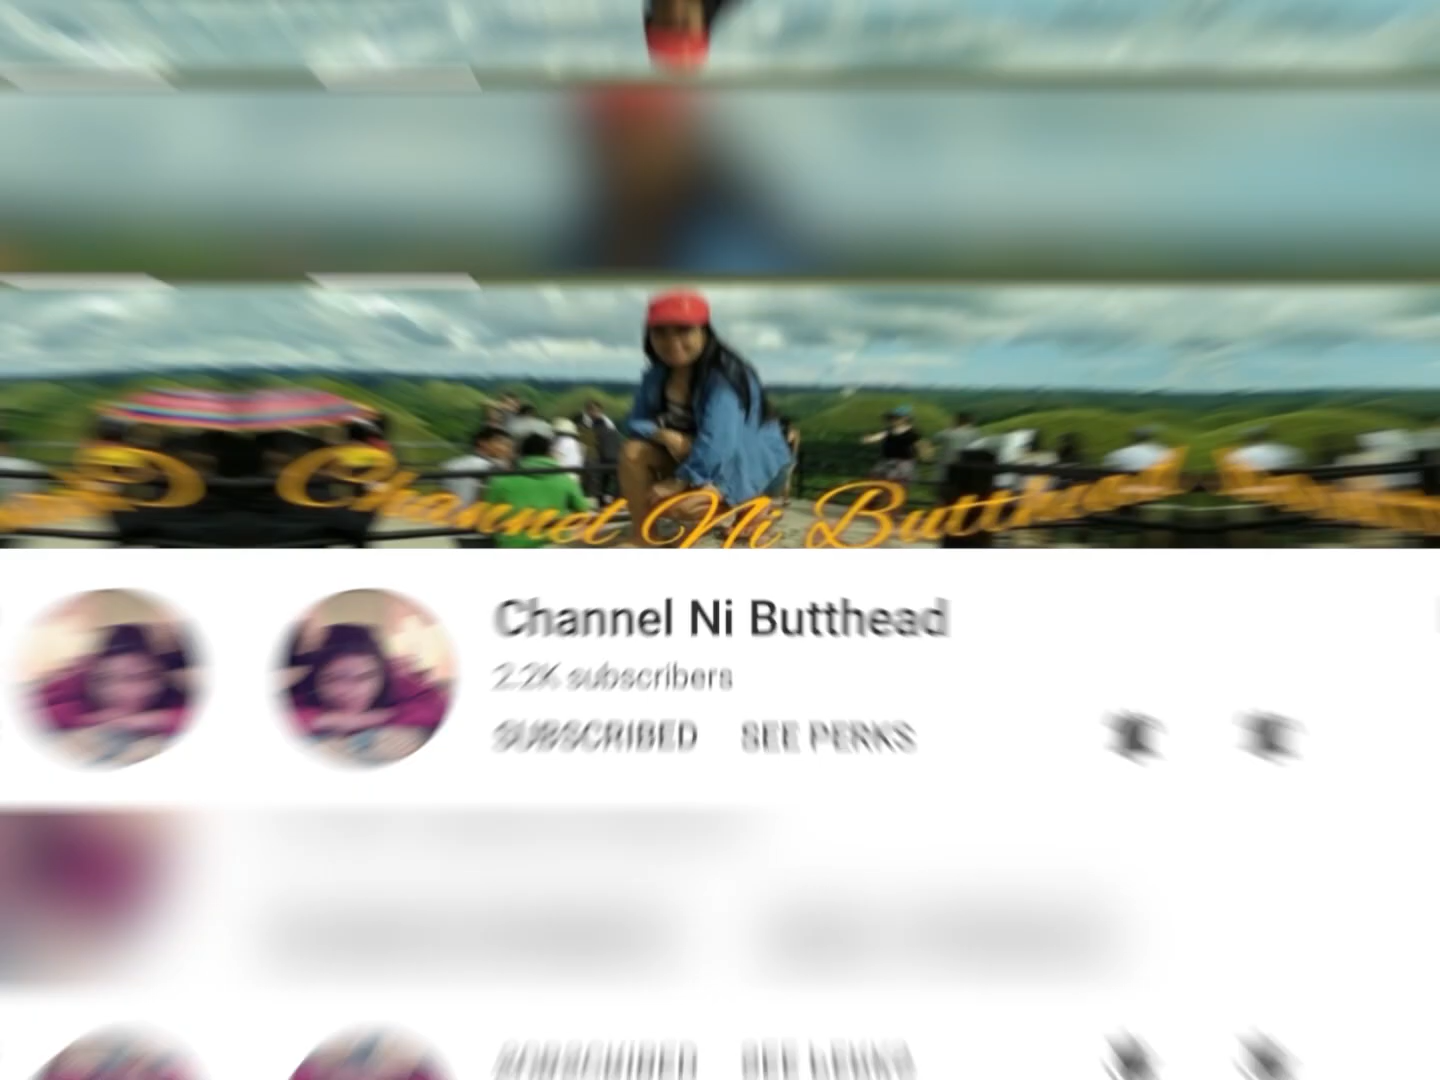 Channel Ni Butthead
Channel Ni Butthead
2.2K subscribers
SUBSCRIBED SEE PERKS